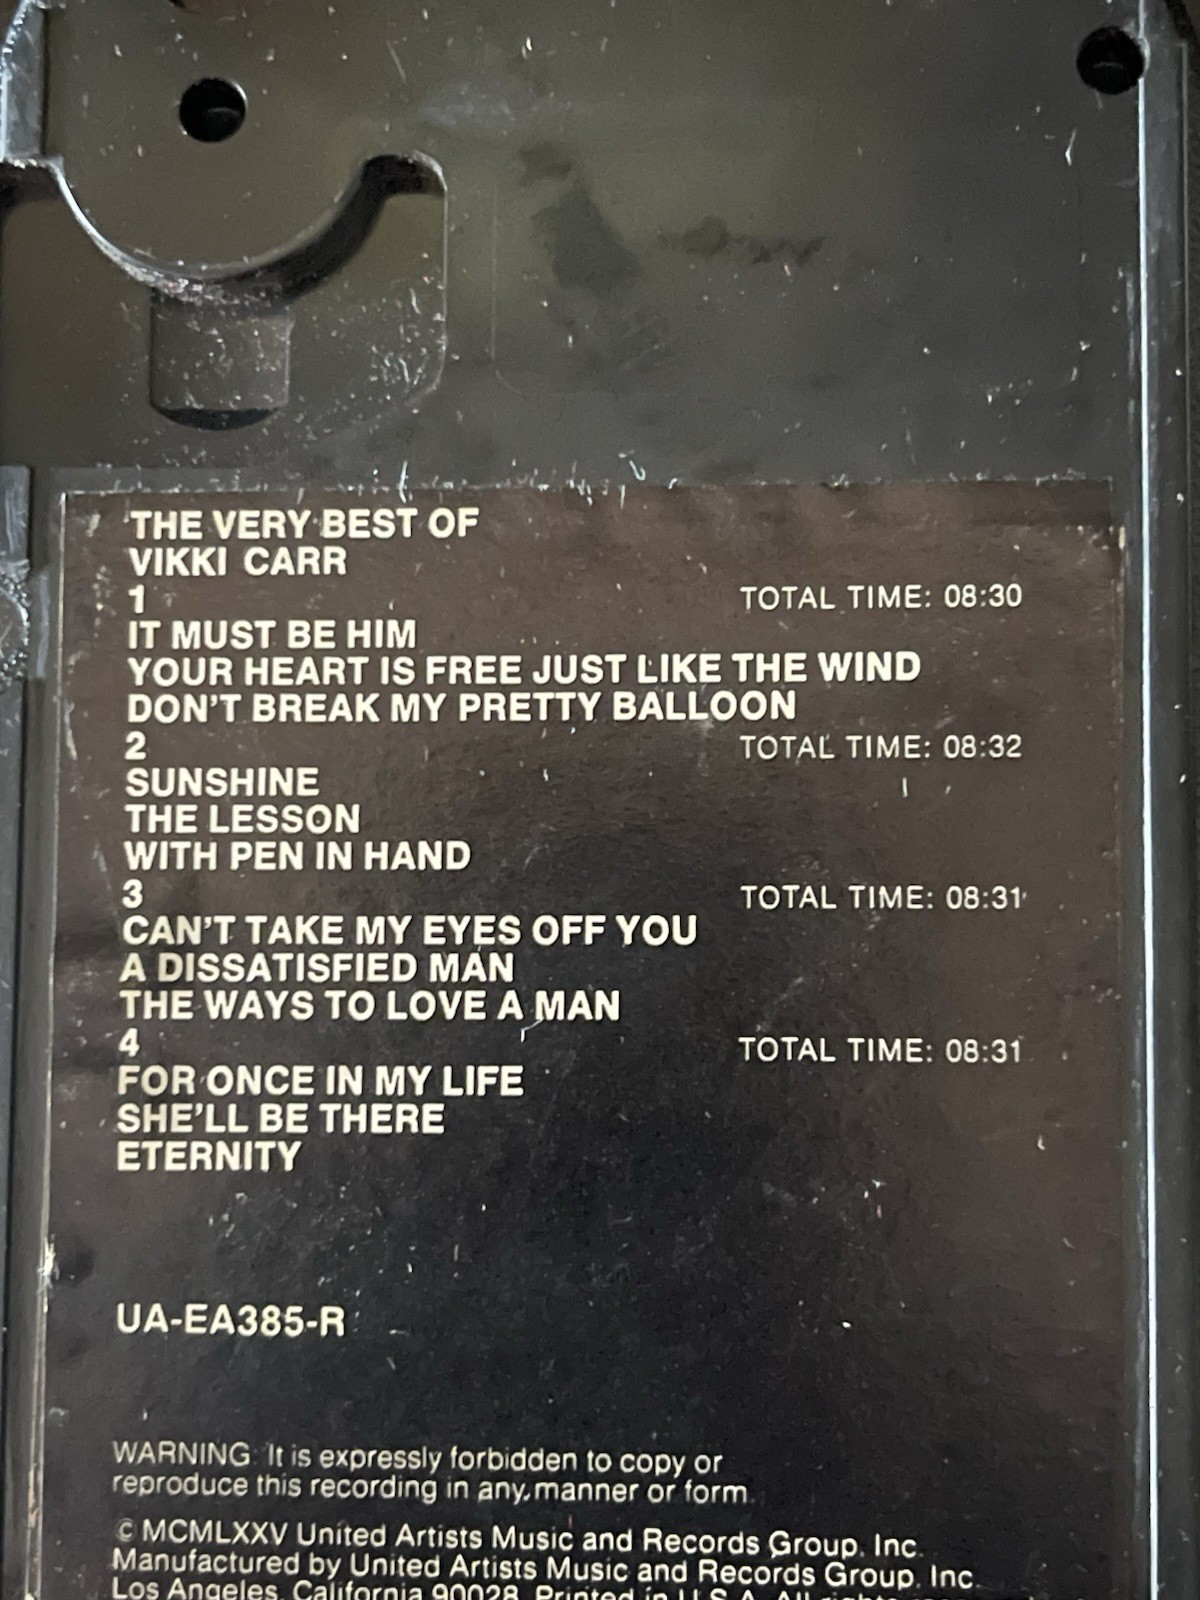 THE VERY BEST OF
VIKKI CARR
1 TOTAL TIME: 08:30
IT MUST BE HIM
YOUR HEART IS FREE JUST LIKE THE WIND
DON'T BREAK MY PRETTY BALLOON
2 TOTAL TIME: 08:32
SUNSHINE
THE LESSON
WITH PEN IN HAND
3 TOTAL TIME: 08:31
CAN'T TAKE MY EYES OFF YOU
A DISSATISFIED MAN
THE WAYS TO LOVE A MAN
4 TOTAL TIME: 08:31
FOR ONCE IN MY LIFE
SHE'LL BE THERE
ETERNITY
UA-EA385-R
WARNING: It is expressly forbidden to copy or
reproduce this recording in any manner or form.
© MCMLXXV United Artists Music and Records Group, Inc.
Manufactured by United Artists Music and Records Group, Inc.
Los Angeles, California 90028. Printed in U.S.A. All rights